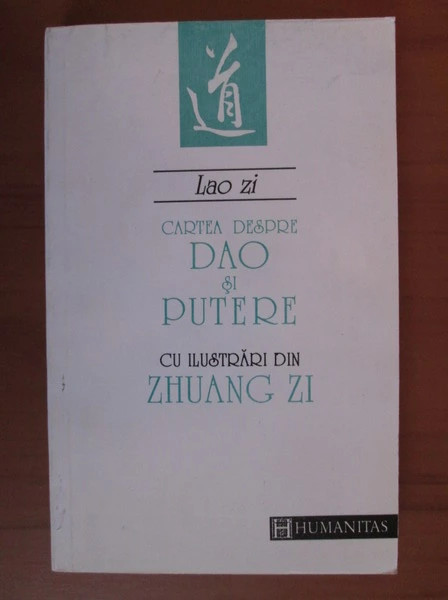 道
Lao zi
CARTEA DESPRE
DAO
ŞI
PUTERE
CU ILUSTRĂRI DIN
ZHUANG ZI
HUMANITAS